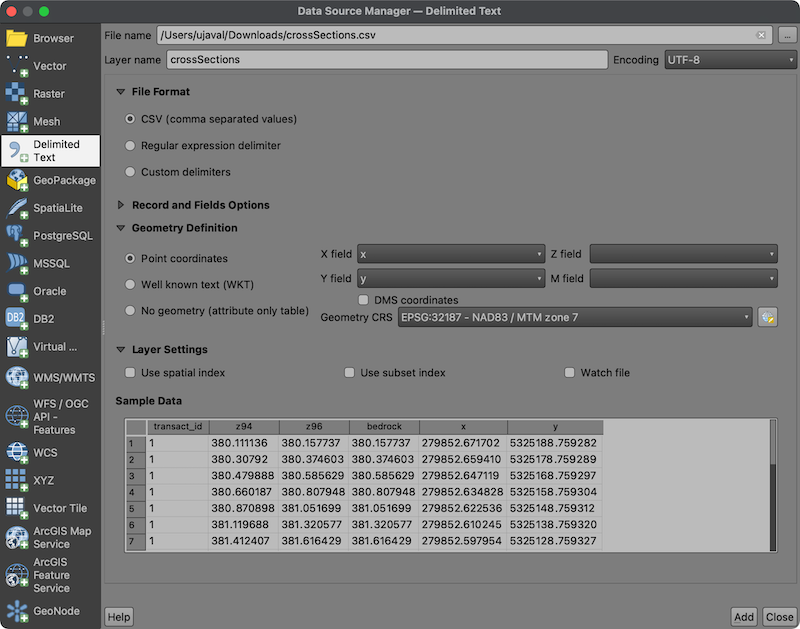 Data Source Manager — Delimited Text
Browser
Vector
Raster
Mesh
Delimited
Text
GeoPackage
SpatiaLite
PostgreSQL
MSSQL
Oracle
DB2
DB2
Virtual ...
WMS/WMTS
WFS / OGC
API -
Features
WCS
XYZ
Vector Tile
ArcGIS Map
Service
ArcGIS
Feature
Service
GeoNode
File name /Users/ujaval/Downloads/crossSections.csv ...
Layer name crossSections Encoding UTF-8
File Format
CSV (comma separated values)
Regular expression delimiter
Custom delimiters
Record and Fields Options
Geometry Definition
Point coordinates
Well known text (WKT)
No geometry (attribute only table)
X field x Z field
Y field y M field
DMS coordinates
Geometry CRS EPSG:32187 - NAD83 / MTM zone 7
Layer Settings
Use spatial index Use subset index Watch file
Sample Data
transact_id z94 z96 bedrock x y
1 1 380.111136 380.157737 380.157737 279852.671702 5325188.759282
2 1 380.30792 380.374603 380.374603 279852.659410 5325178.759289
3 1 380.479888 380.585629 380.585629 279852.647119 5325168.759297
4 1 380.660187 380.807948 380.807948 279852.634828 5325158.759304
5 1 380.870898 381.051699 381.051699 279852.622536 5325148.759312
6 1 381.119688 381.320577 381.320577 279852.610245 5325138.759320
7 1 381.412407 381.616429 381.616429 279852.597954 5325128.759327
Help Add Close